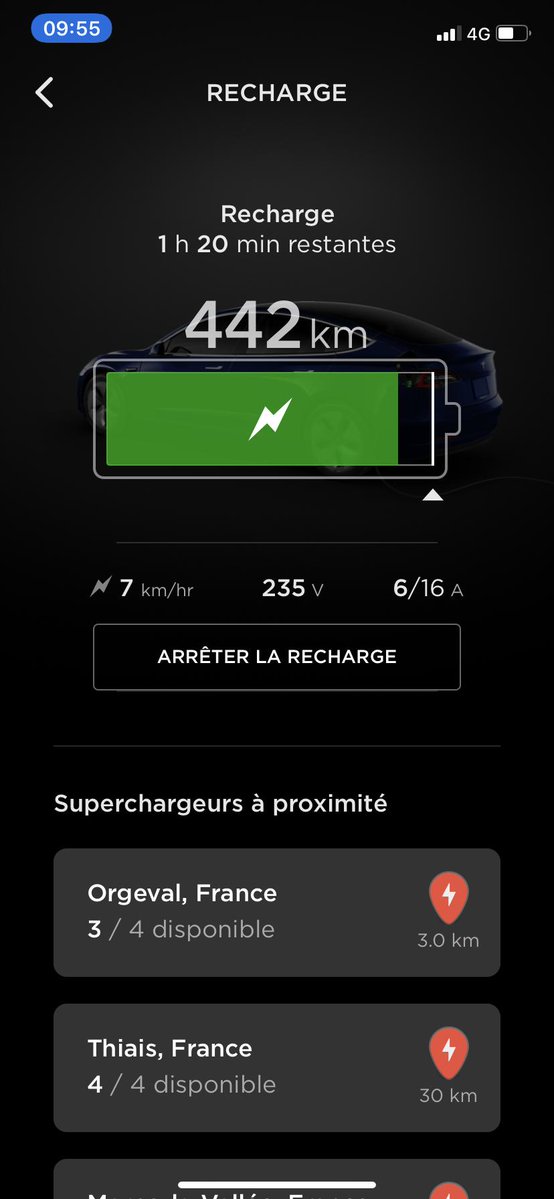 09:55
4G
RECHARGE
Recharge
1 h 20 min restantes
442 km
7 km/hr 235 V 6/16 A
ARRÊTER LA RECHARGE
Superchargeurs à proximité
Orgeval, France
3 / 4 disponible
3.0 km
Thiais, France
4 / 4 disponible
30 km